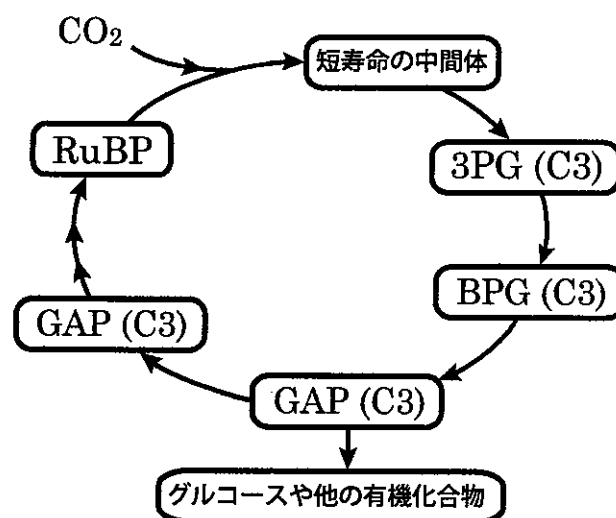 CO₂
短寿命の中間体
RuBP
3PG (C3)
BPG (C3)
GAP (C3)
GAP (C3)
グルコースや他の有機化合物